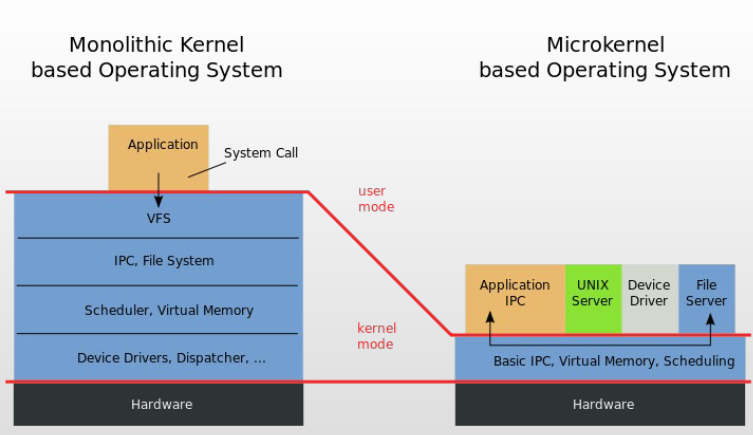 Monolithic Kernel
based Operating System
Microkernel
based Operating System
Application
System Call
VFS
IPC, File System
Scheduler, Virtual Memory
Device Drivers, Dispatcher, ...
Hardware
user
mode
kernel
mode
Application
IPC
UNIX
Server
Device
Driver
File
Server
Basic IPC, Virtual Memory, Scheduling
Hardware